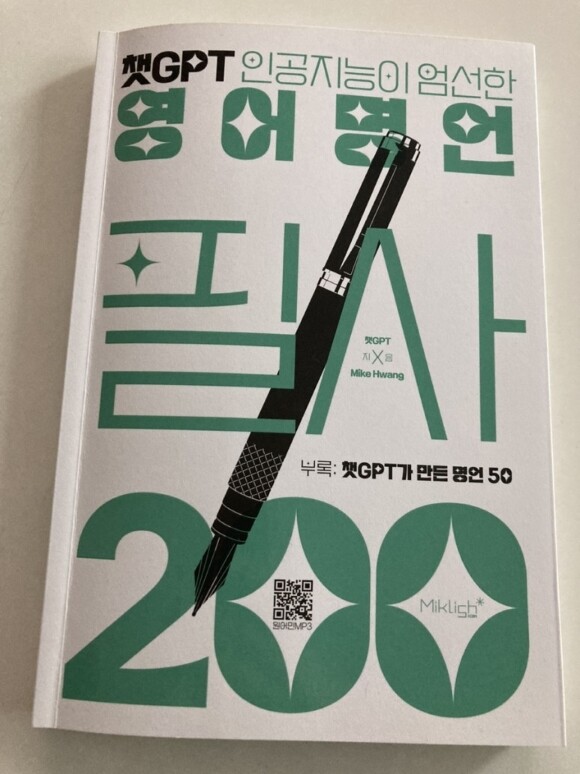 챗GPT 인공지능이 엄선한
영어명언
필사
챗GPT
지X음
Mike Hwang
부록: 챗GPT가 만든 명언 50
200
원어민MP3
Miklish*